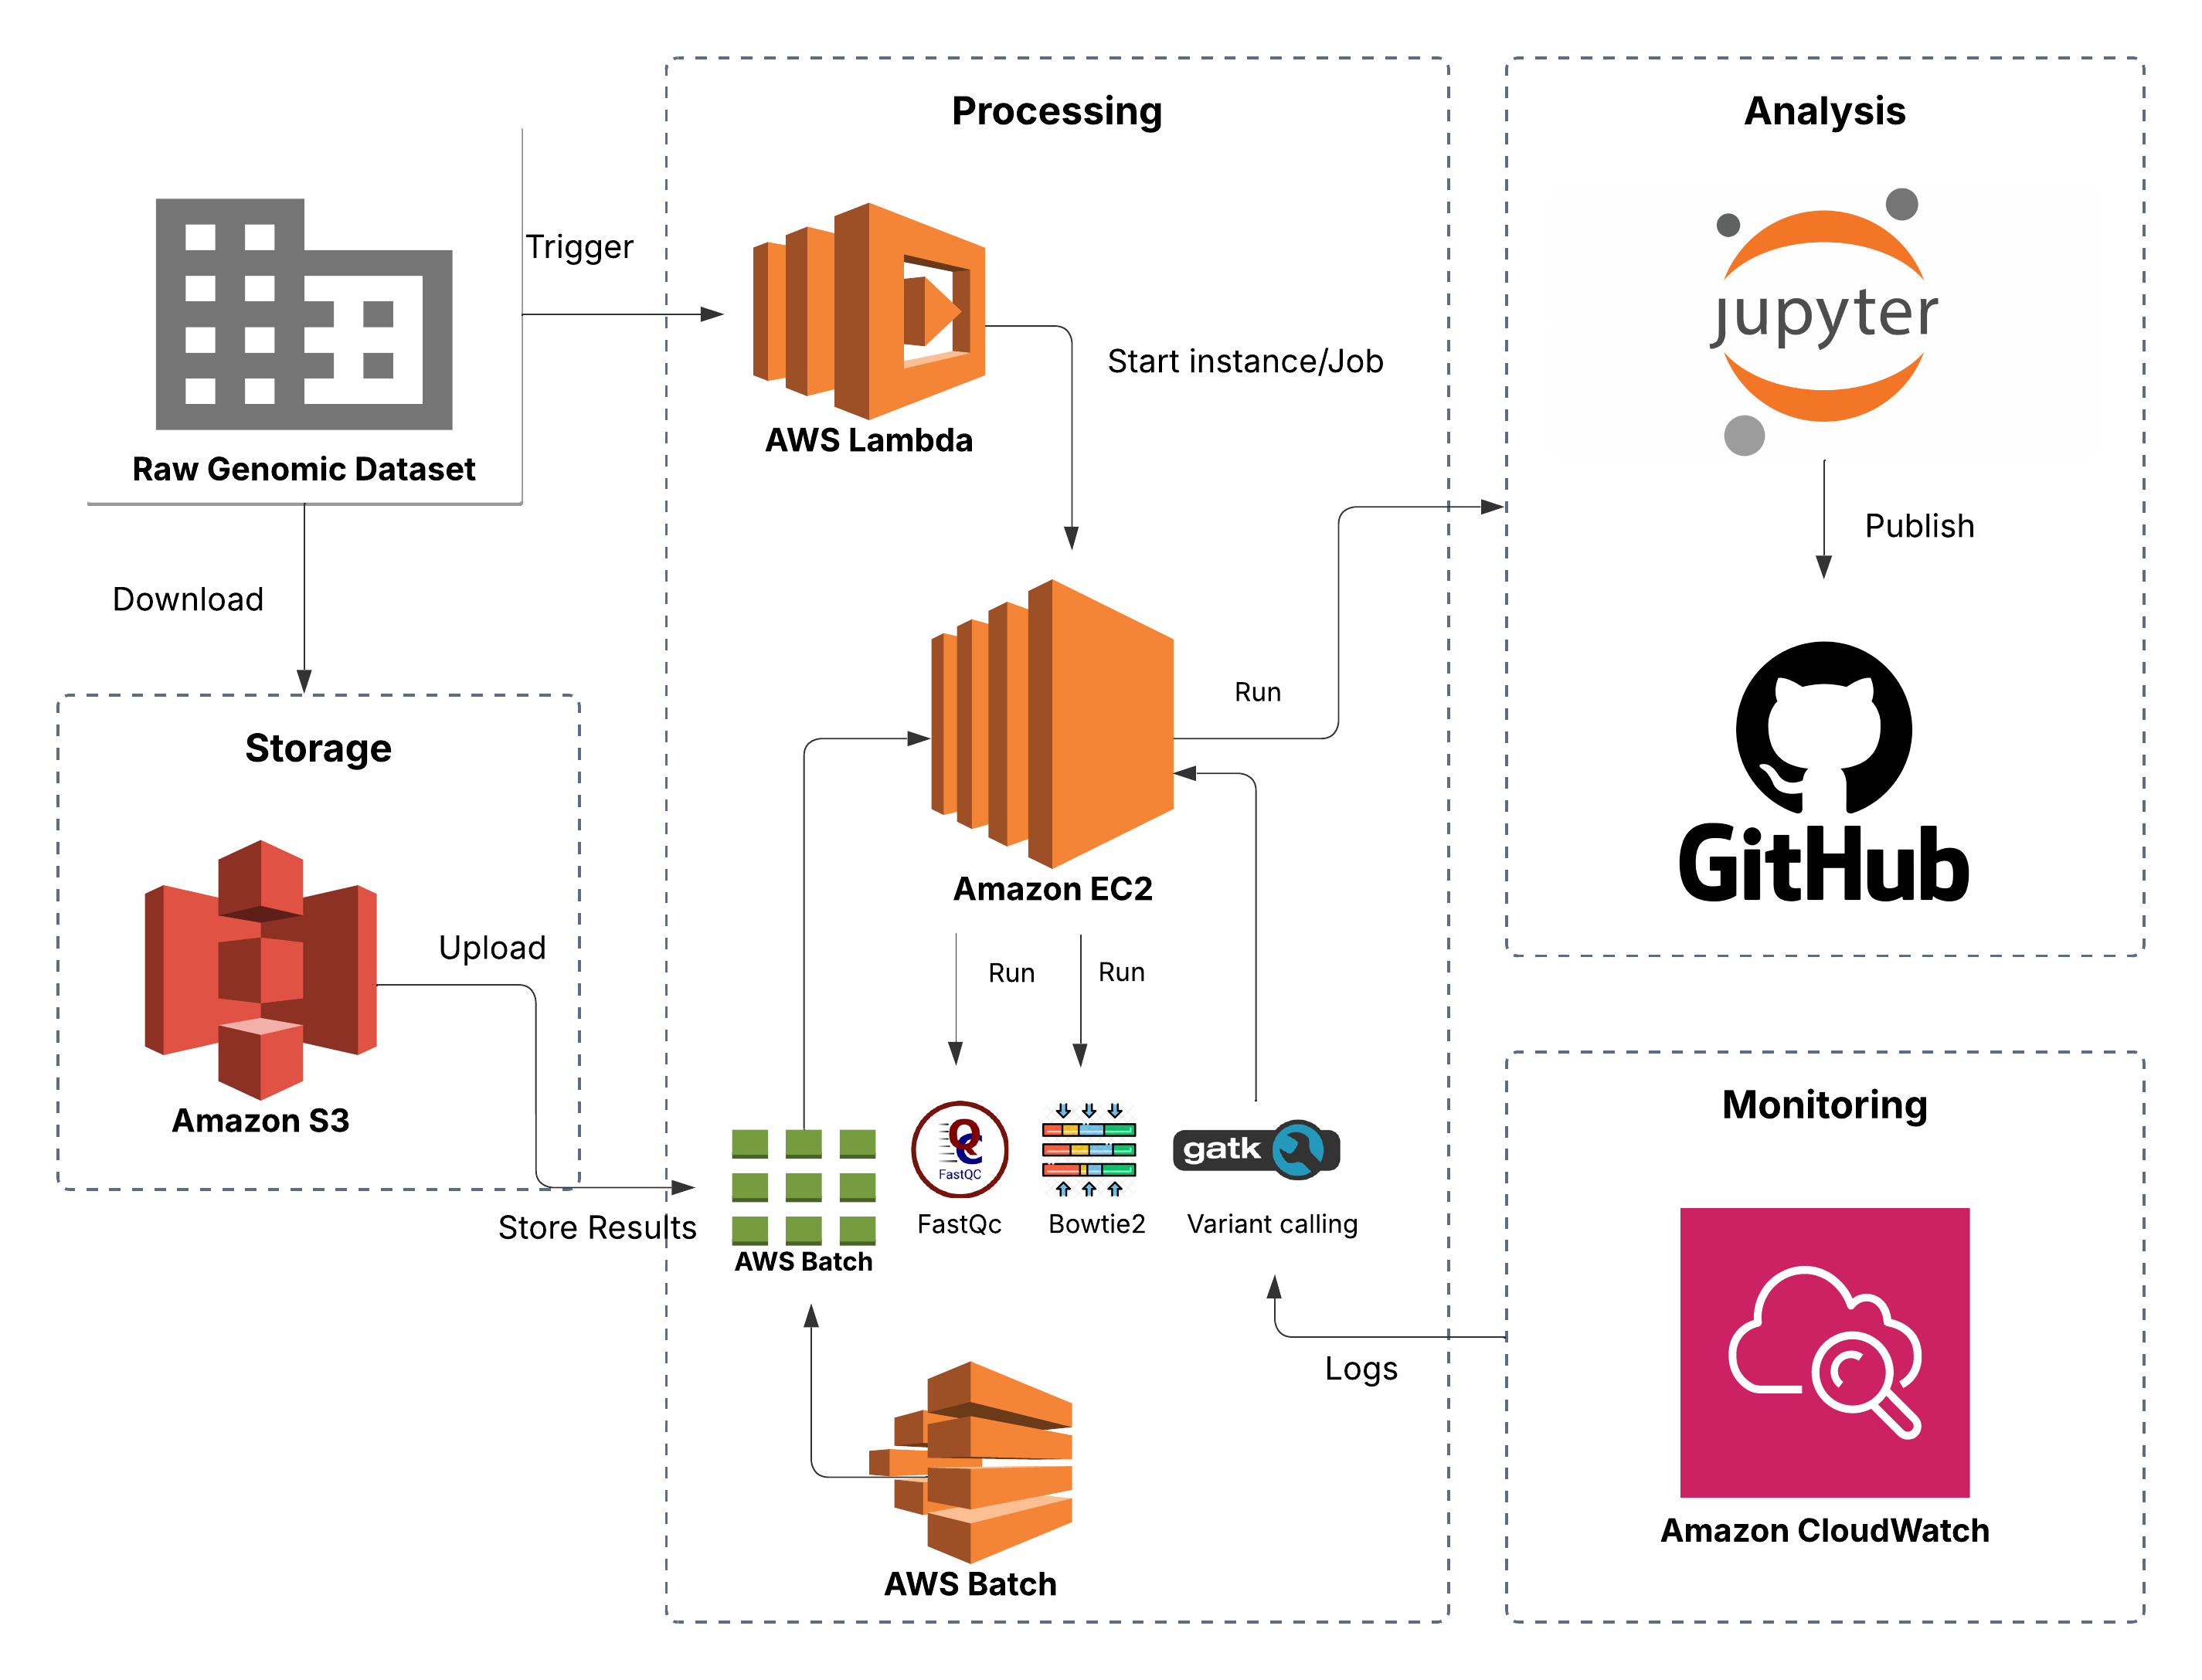 Processing
Analysis
Trigger
jupyter
Start instance/Job
AWS Lambda
Raw Genomic Dataset
Publish
Download
Run
Storage
GitHub
Amazon EC2
Upload
Run
Run
Amazon S3
Monitoring
QC
FastQC
gatk
Store Results
FastQc
Bowtie2
Variant calling
AWS Batch
Logs
Amazon CloudWatch
AWS Batch